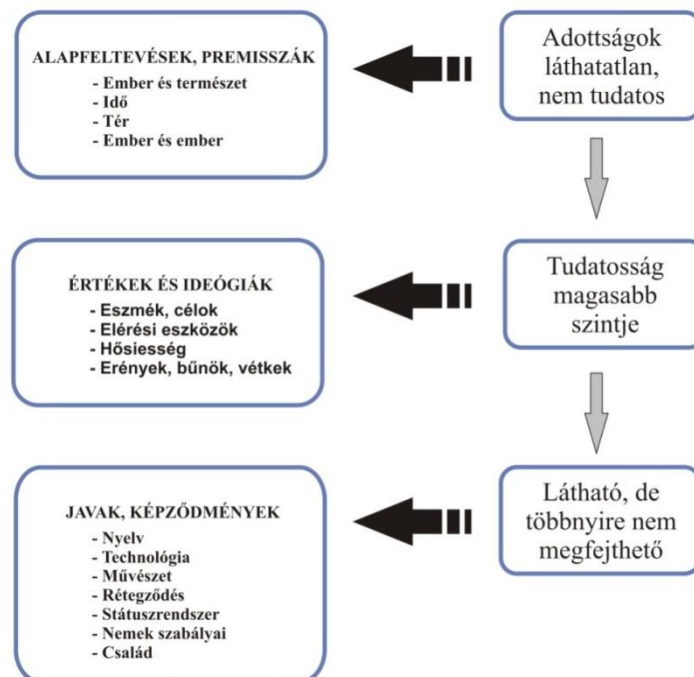 ALAPFELTEVÉSEK, PREMISSZÁK
- Ember és természet
- Idő
- Tér
- Ember és ember
Adottságok
láthatatlan,
nem tudatos
ÉRTÉKEK ÉS IDEÓGIÁK
- Eszmék, célok
- Elérési eszközök
- Hősiesség
- Erények, bűnök, vétkek
Tudatosság
magasabb
szintje
JAVAK, KÉPZŐDMÉNYEK
- Nyelv
- Technológia
- Művészet
- Rétegződés
- Státuszrendszer
- Nemek szabályai
- Család
Látható, de
többnyire nem
megfejthető